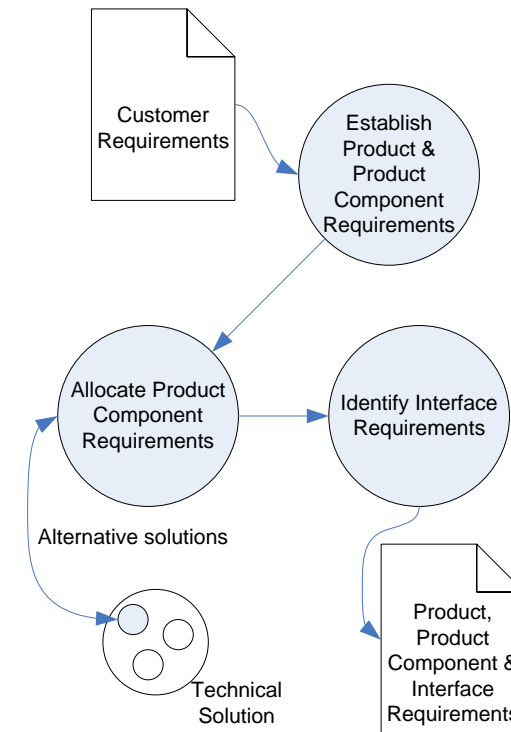 Customer
Requirements
Establish
Product &
Product
Component
Requirements
Allocate Product
Component
Requirements
Identify Interface
Requirements
Alternative solutions
Technical
Solution
Product,
Product
Component &
Interface
Requirements